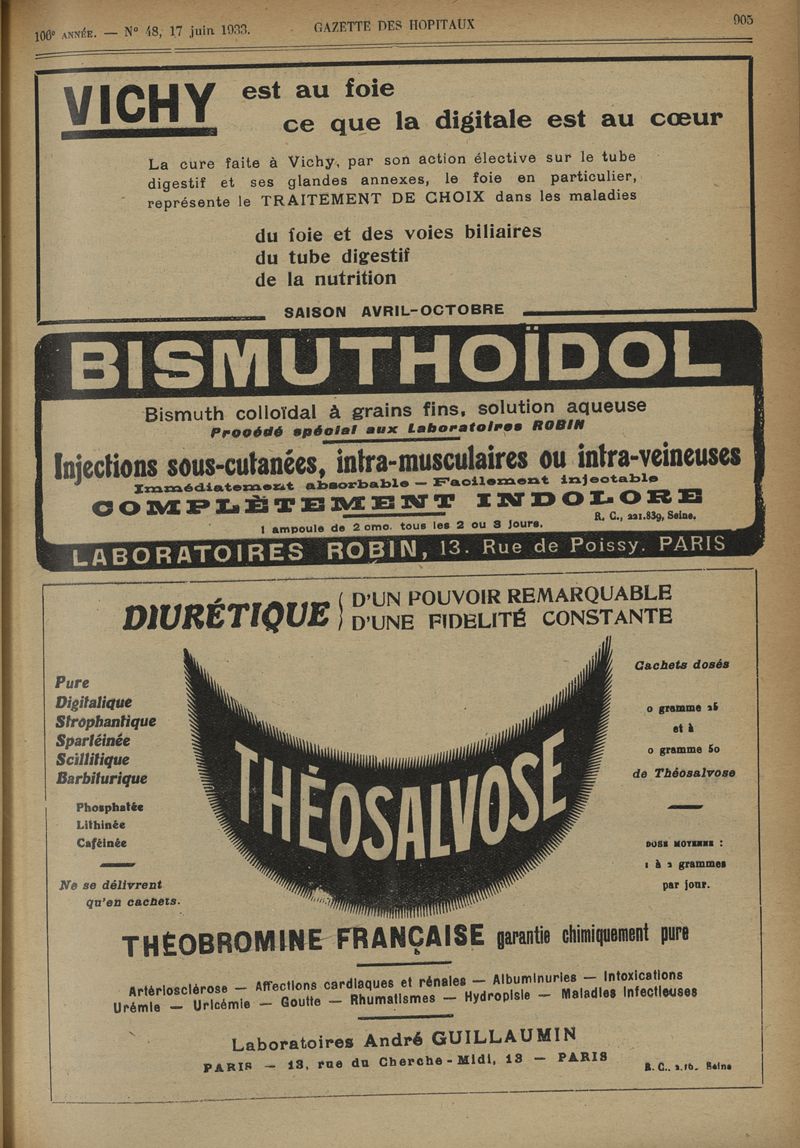 106e ANNÉE. — N° 48, 17 juin 1933. GAZETTE DES HOPITAUX 905
VICHY est au foie
ce que la digitale est au cœur
La cure faite à Vichy, par son action élective sur le tube
digestif et ses glandes annexes, le foie en particulier,
représente le TRAITEMENT DE CHOIX dans les maladies
du foie et des voies biliaires
du tube digestif
de la nutrition
SAISON AVRIL-OCTOBRE
BISMUTHOÏDOL
Bismuth colloïdal à grains fins, solution aqueuse
Procédé spécial aux Laboratoires ROBIN
Injections sous-cutanées, intra-musculaires ou intra-veineuses
Immédiatement absorbable — Facilement injectable
COMPLÈTEMENT INDOLORE
R. C., 221.839, Seine.
1 ampoule de 2 cmc. tous les 2 ou 3 jours.
LABORATOIRES ROBIN, 13. Rue de Poissy. PARIS
DIURÉTIQUE { D'UN POUVOIR REMARQUABLE
D'UNE FIDELITÉ CONSTANTE
Pure
Digitalique
Strophantique
Spartéinée
Scillitique
Barbiturique
Phosphatée
Lithinée
Caféinée
Ne se délivrent
qu'en cachets.
THÉOSALVOSE
Cachets dosés
0 gramme 25
et à
0 gramme 50
de Théosalvose
DOSE MOYENNE :
1 à 2 grammes
par jour.
THÉOBROMINE FRANÇAISE garantie chimiquement pure
Artériosclérose — Affections cardiaques et rénales — Albuminuries — Intoxications
Urémie — Uricémie — Goutte — Rhumatismes — Hydropisie — Maladies Infectieuses
Laboratoires André GUILLAUMIN
PARIS — 13, rue du Cherche-Midi, 13 — PARIS
R. C.. 2.16. Seine